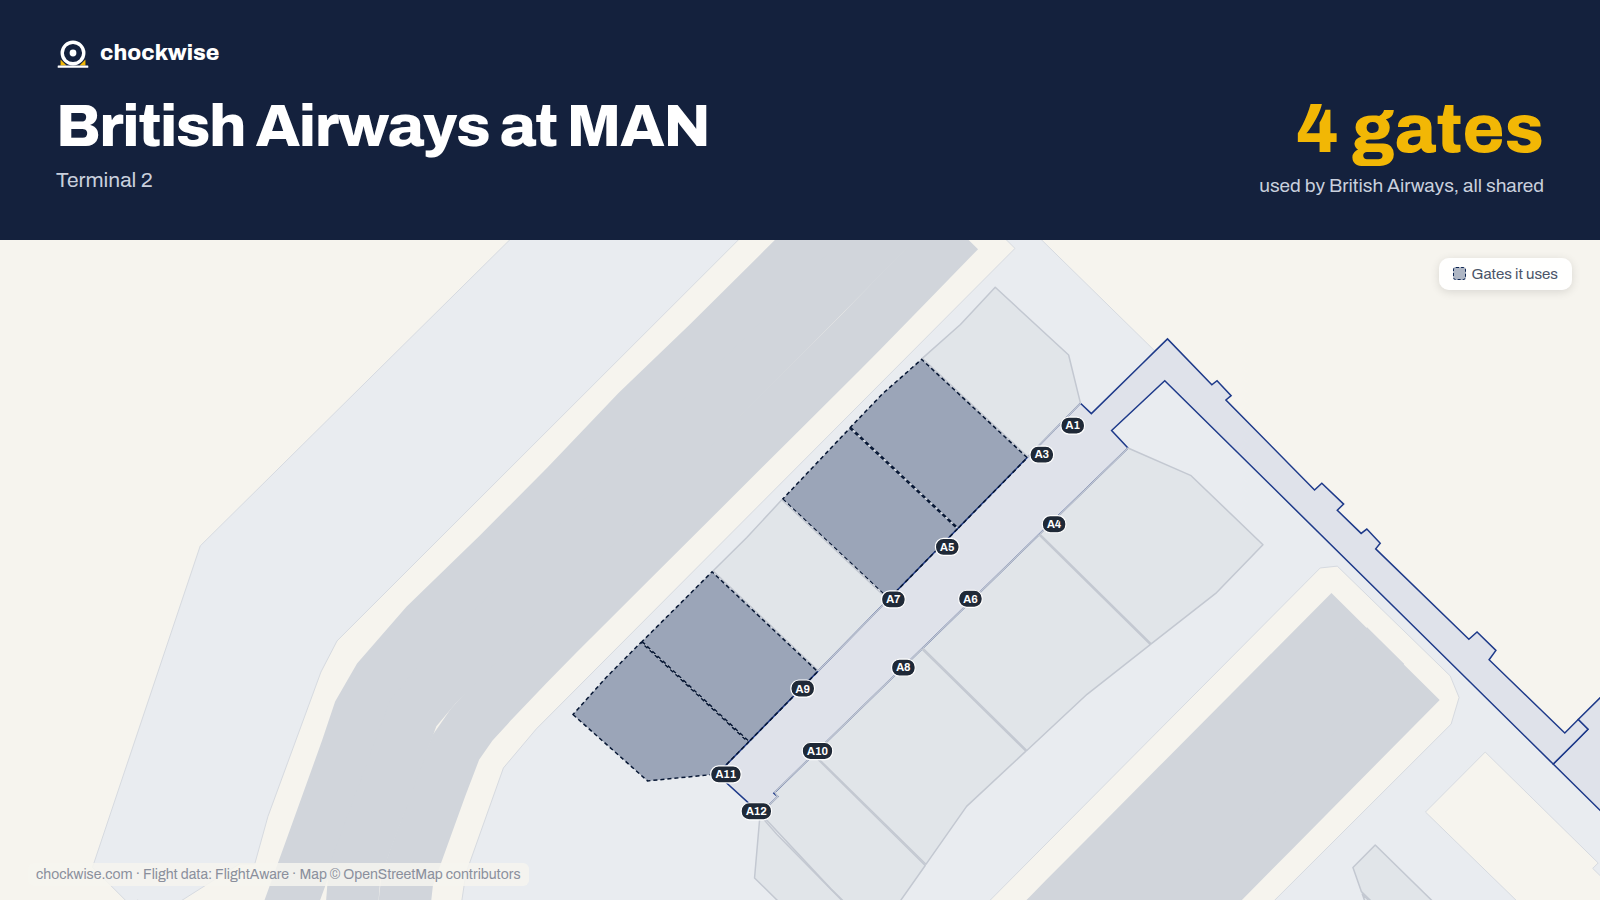 chockwise
British Airways at MAN
Terminal 2
4 gates
used by British Airways, all shared
Gates it uses
A1
A3
A4
A5
A7
A6
A8
A9
A10
A11
A12
chockwise.com · Flight data: FlightAware · Map © OpenStreetMap contributors